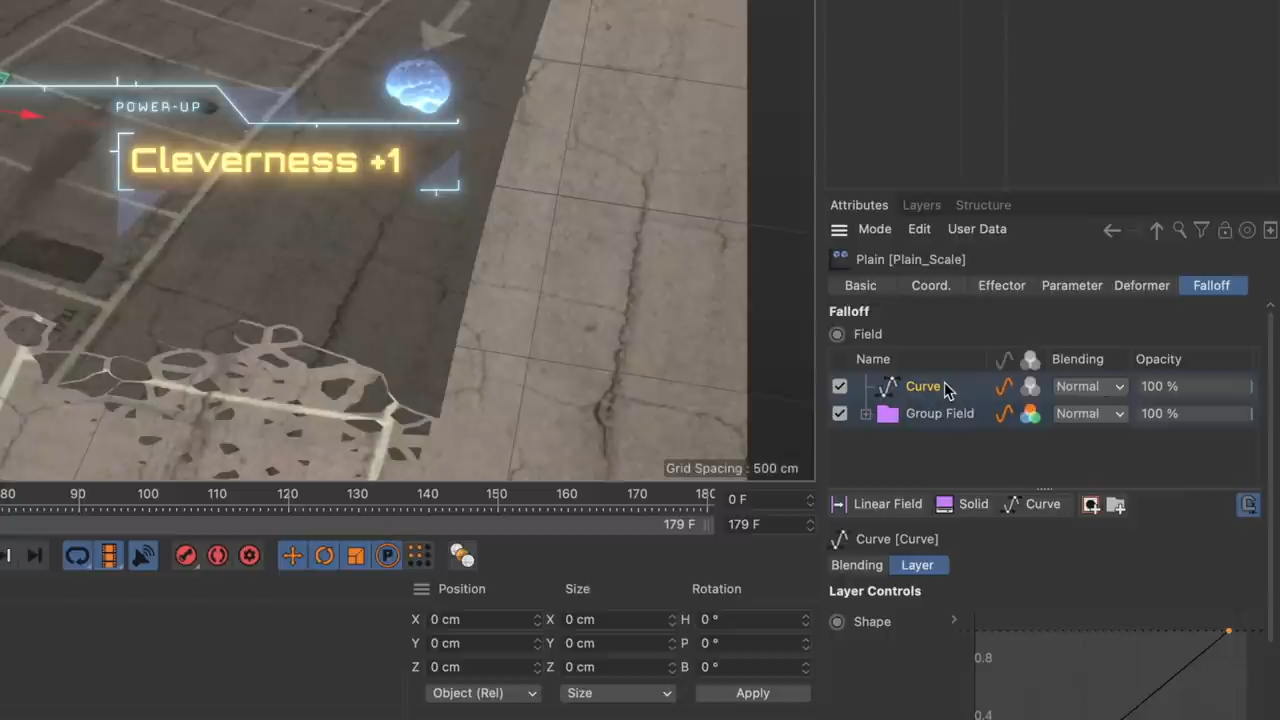 POWER-UP
Cleverness +1
Grid Spacing : 500 cm
80 90 100 110 120 130 140 150 160 170 180 0 F
179 F 179 F
Position Size Rotation
X 0 cm X 0 cm H 0 °
Y 0 cm Y 0 cm P 0 °
Z 0 cm Z 0 cm B 0 °
Object (Rel) Size Apply
Attributes Layers Structure
Mode Edit User Data
Plain [Plain_Scale]
Basic Coord. Effector Parameter Deformer Falloff
Falloff
Field
Name Blending Opacity
Curve Normal 100 %
Group Field Normal 100 %
Linear Field Solid Curve
Curve [Curve]
Blending Layer
Layer Controls
Shape
0.8
0.4